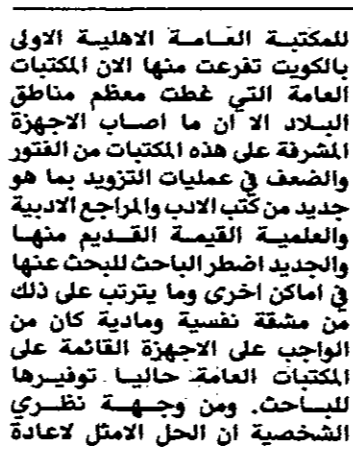 للمكتبة العامة الاهلية الاولى
بالكويت تفرعت منها الان المكتبات
العامة التي غطت معظم مناطق
البلاد الا ان ما اصاب الاجهزة
المشرفة على هذه المكتبات من الفتور
والضعف في عمليات التزويد بما هو
جديد من كتب الادب والمراجع الادبية
والعلمية القيمة القديم منها
والجديد اضطر الباحث للبحث عنها
في اماكن اخرى وما يترتب على ذلك
من مشقة نفسية ومادية كان من
الواجب على الاجهزة القائمة على
المكتبات العامة حاليا توفيرها
للباحث. ومن وجهة نظري
الشخصية ان الحل الامثل لاعادة